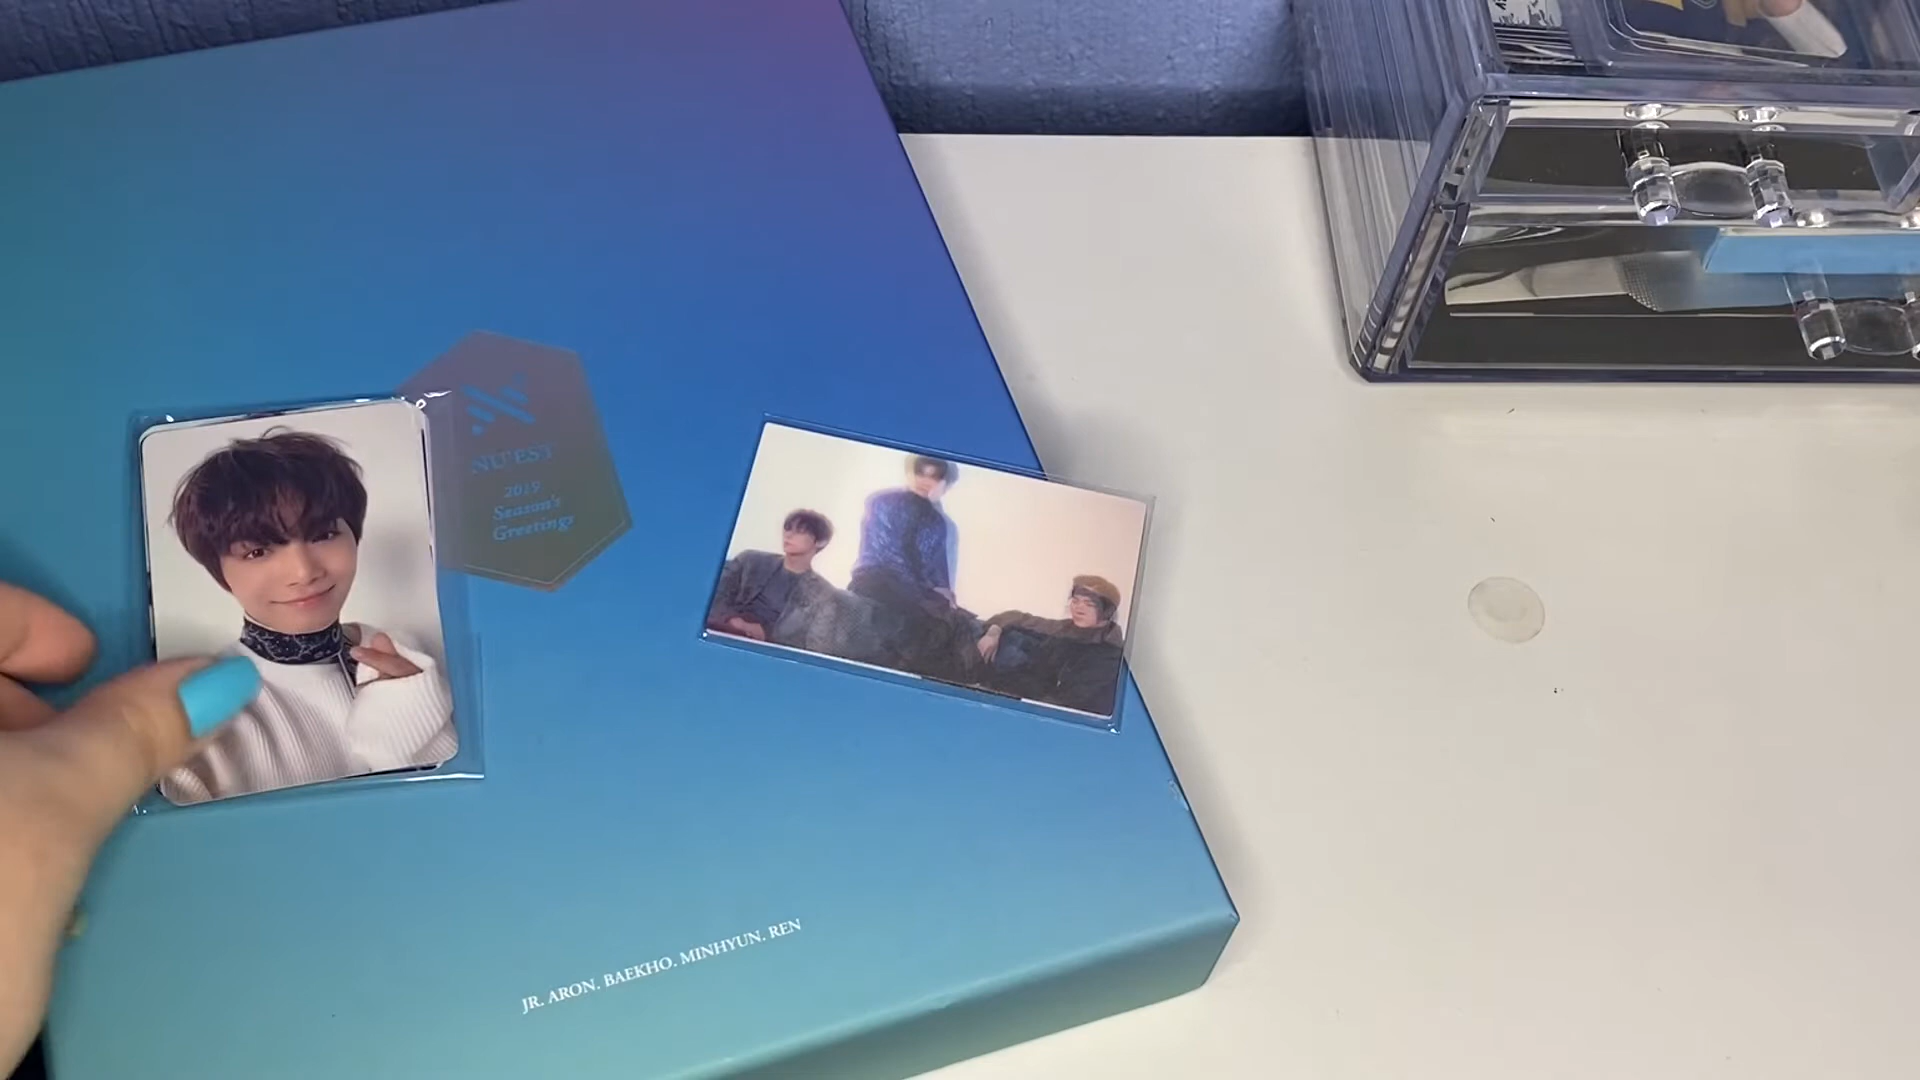 NU'EST
2019
Season's
Greetings
JR. ARON. BAEKHO. MINHYUN. REN